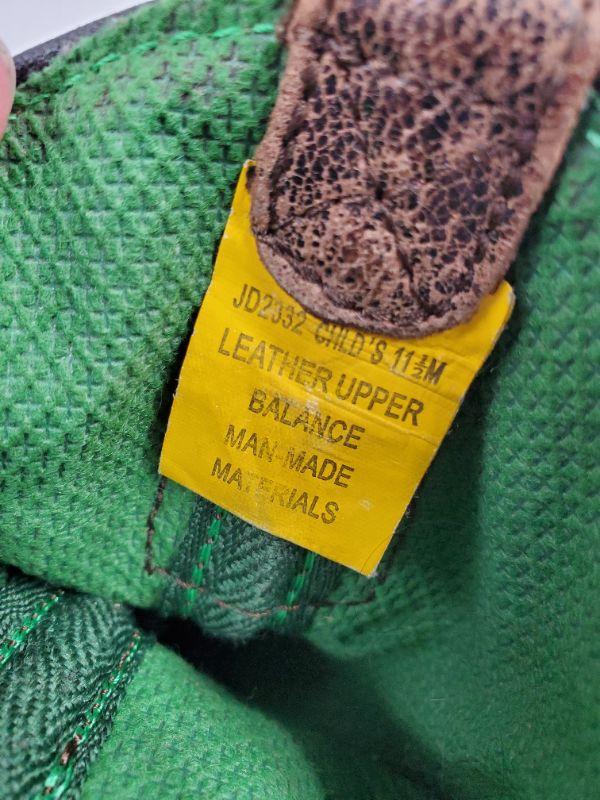 JD2332 CHILD'S 11½M
LEATHER UPPER
BALANCE
MAN-MADE
MATERIALS